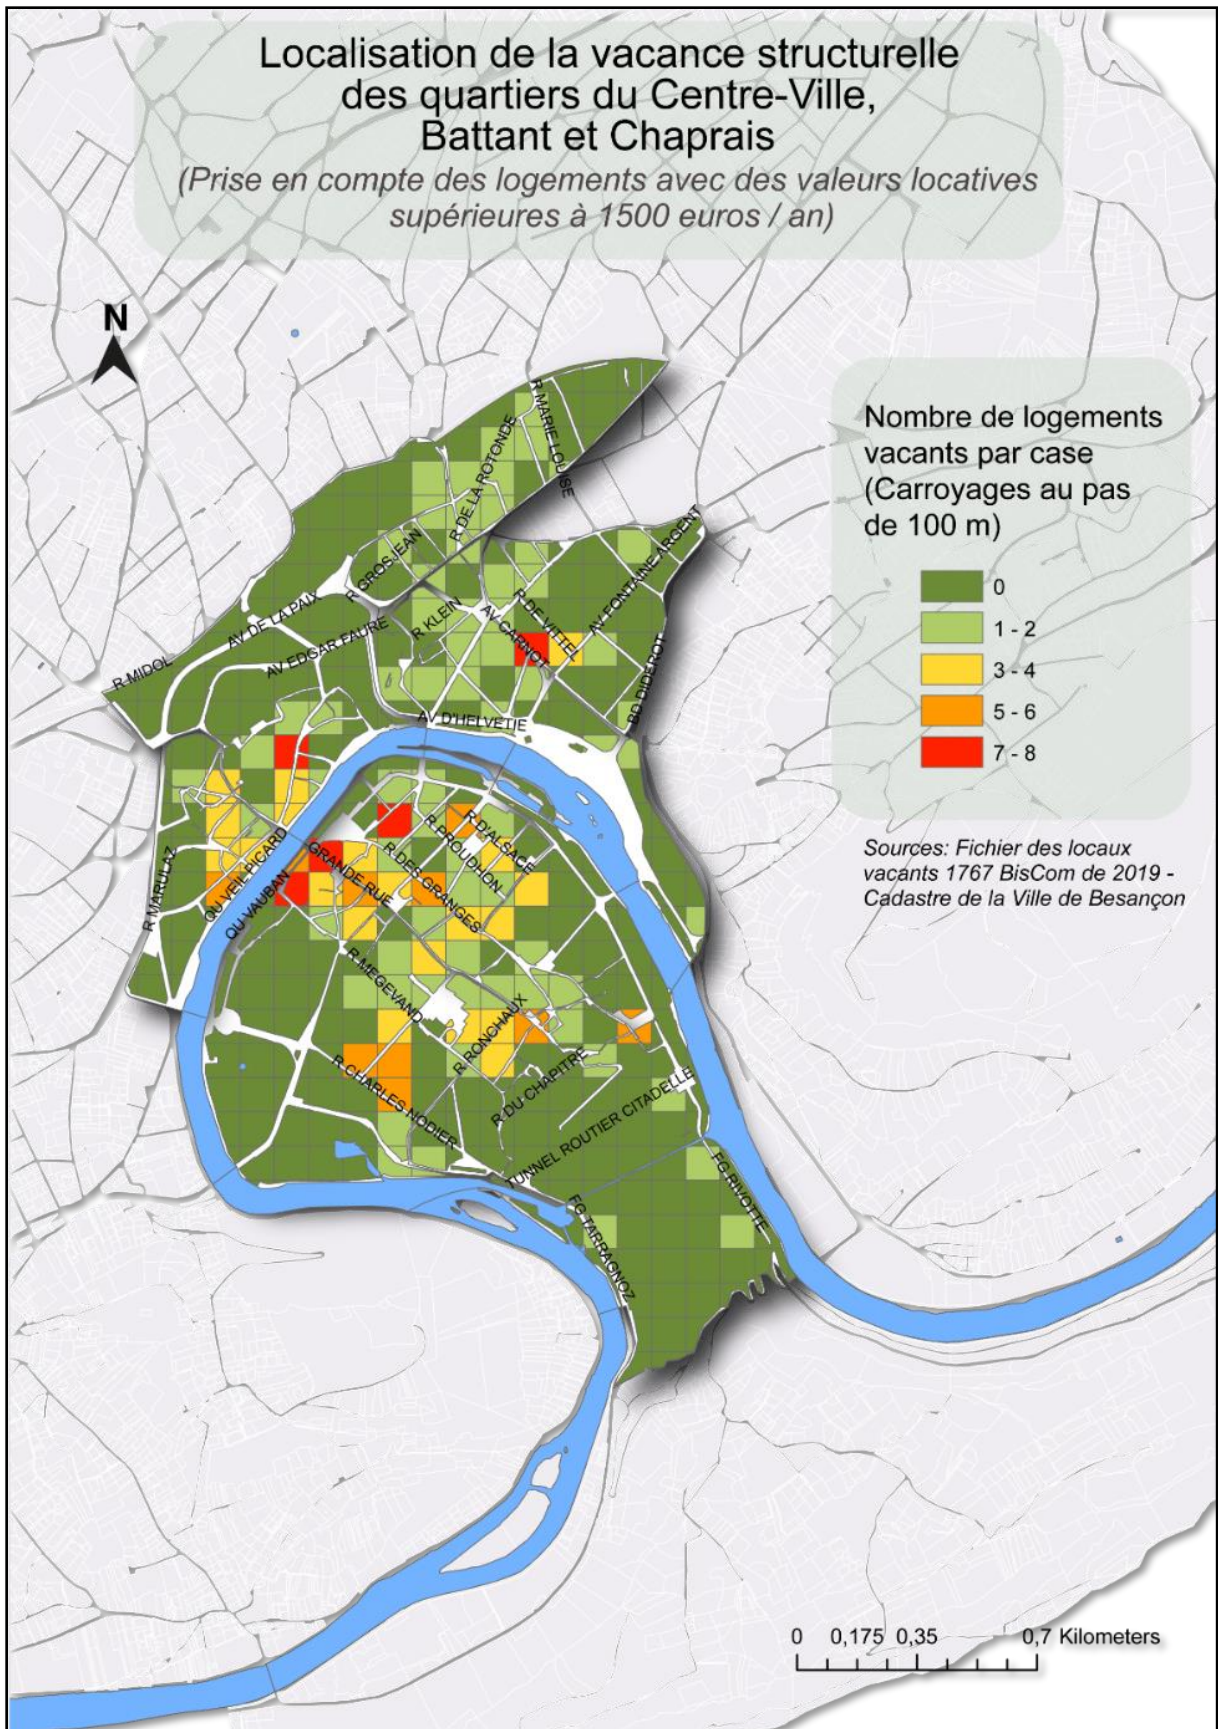 Localisation de la vacance structurelle
des quartiers du Centre-Ville,
Battant et Chaprais
(Prise en compte des logements avec des valeurs locatives
supérieures à 1500 euros / an)
N
Nombre de logements
vacants par case
(Carroyages au pas
de 100 m)
0
1 - 2
3 - 4
5 - 6
7 - 8
Sources: Fichier des locaux
vacants 1767 BisCom de 2019 -
Cadastre de la Ville de Besançon
R MARIE LOUISE
R DE LA ROTONDE
R GROSJEAN
AV FONTAINE ARGENT
R DE VITTEL
AV DE LA PAIX
R KLEIN
AV CARNOT
AV EDGAR FAURE
R MIDOL
BD DIDEROT
AV D'HELVETIE
R D'ALSACE
R PROUDHON
QU VEIL PICARD
GRANDE RUE
R DES GRANGES
R MARULAZ
QU VAUBAN
R MEGEVAND
R RONCHAUX
R CHARLES NODIER
R DU CHAPITRE
TUNNEL ROUTIER CITADELLE
FG RIVOTTE
FG TARRAGNOZ
0 0,175 0,35 0,7 Kilometers